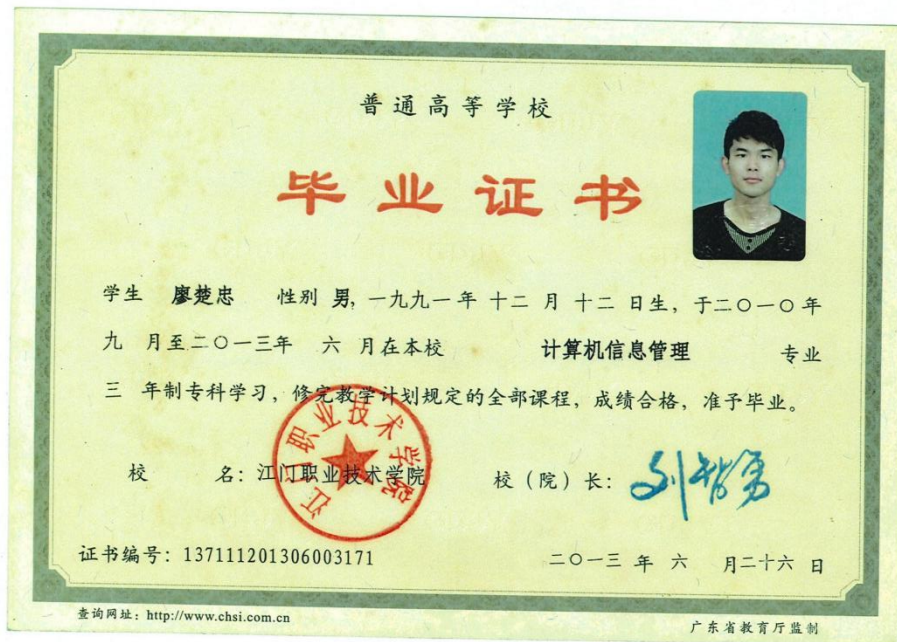 普通高等学校
毕业证书
学生 廖楚忠 性别 男，一九九一年 十二 月 十二 日生，于二〇一〇年
九 月至二〇一三年 六 月在本校 计算机信息管理 专业
三 年制专科学习，修完教学计划规定的全部课程，成绩合格，准予毕业。
校 名：江门职业技术学院
江门职业技术学院
校（院）长：刘智勇
证书编号：137111201306003171
二〇一三 年 六 月二十六 日
查询网址：http://www.chsi.com.cn
广东省教育厅监制